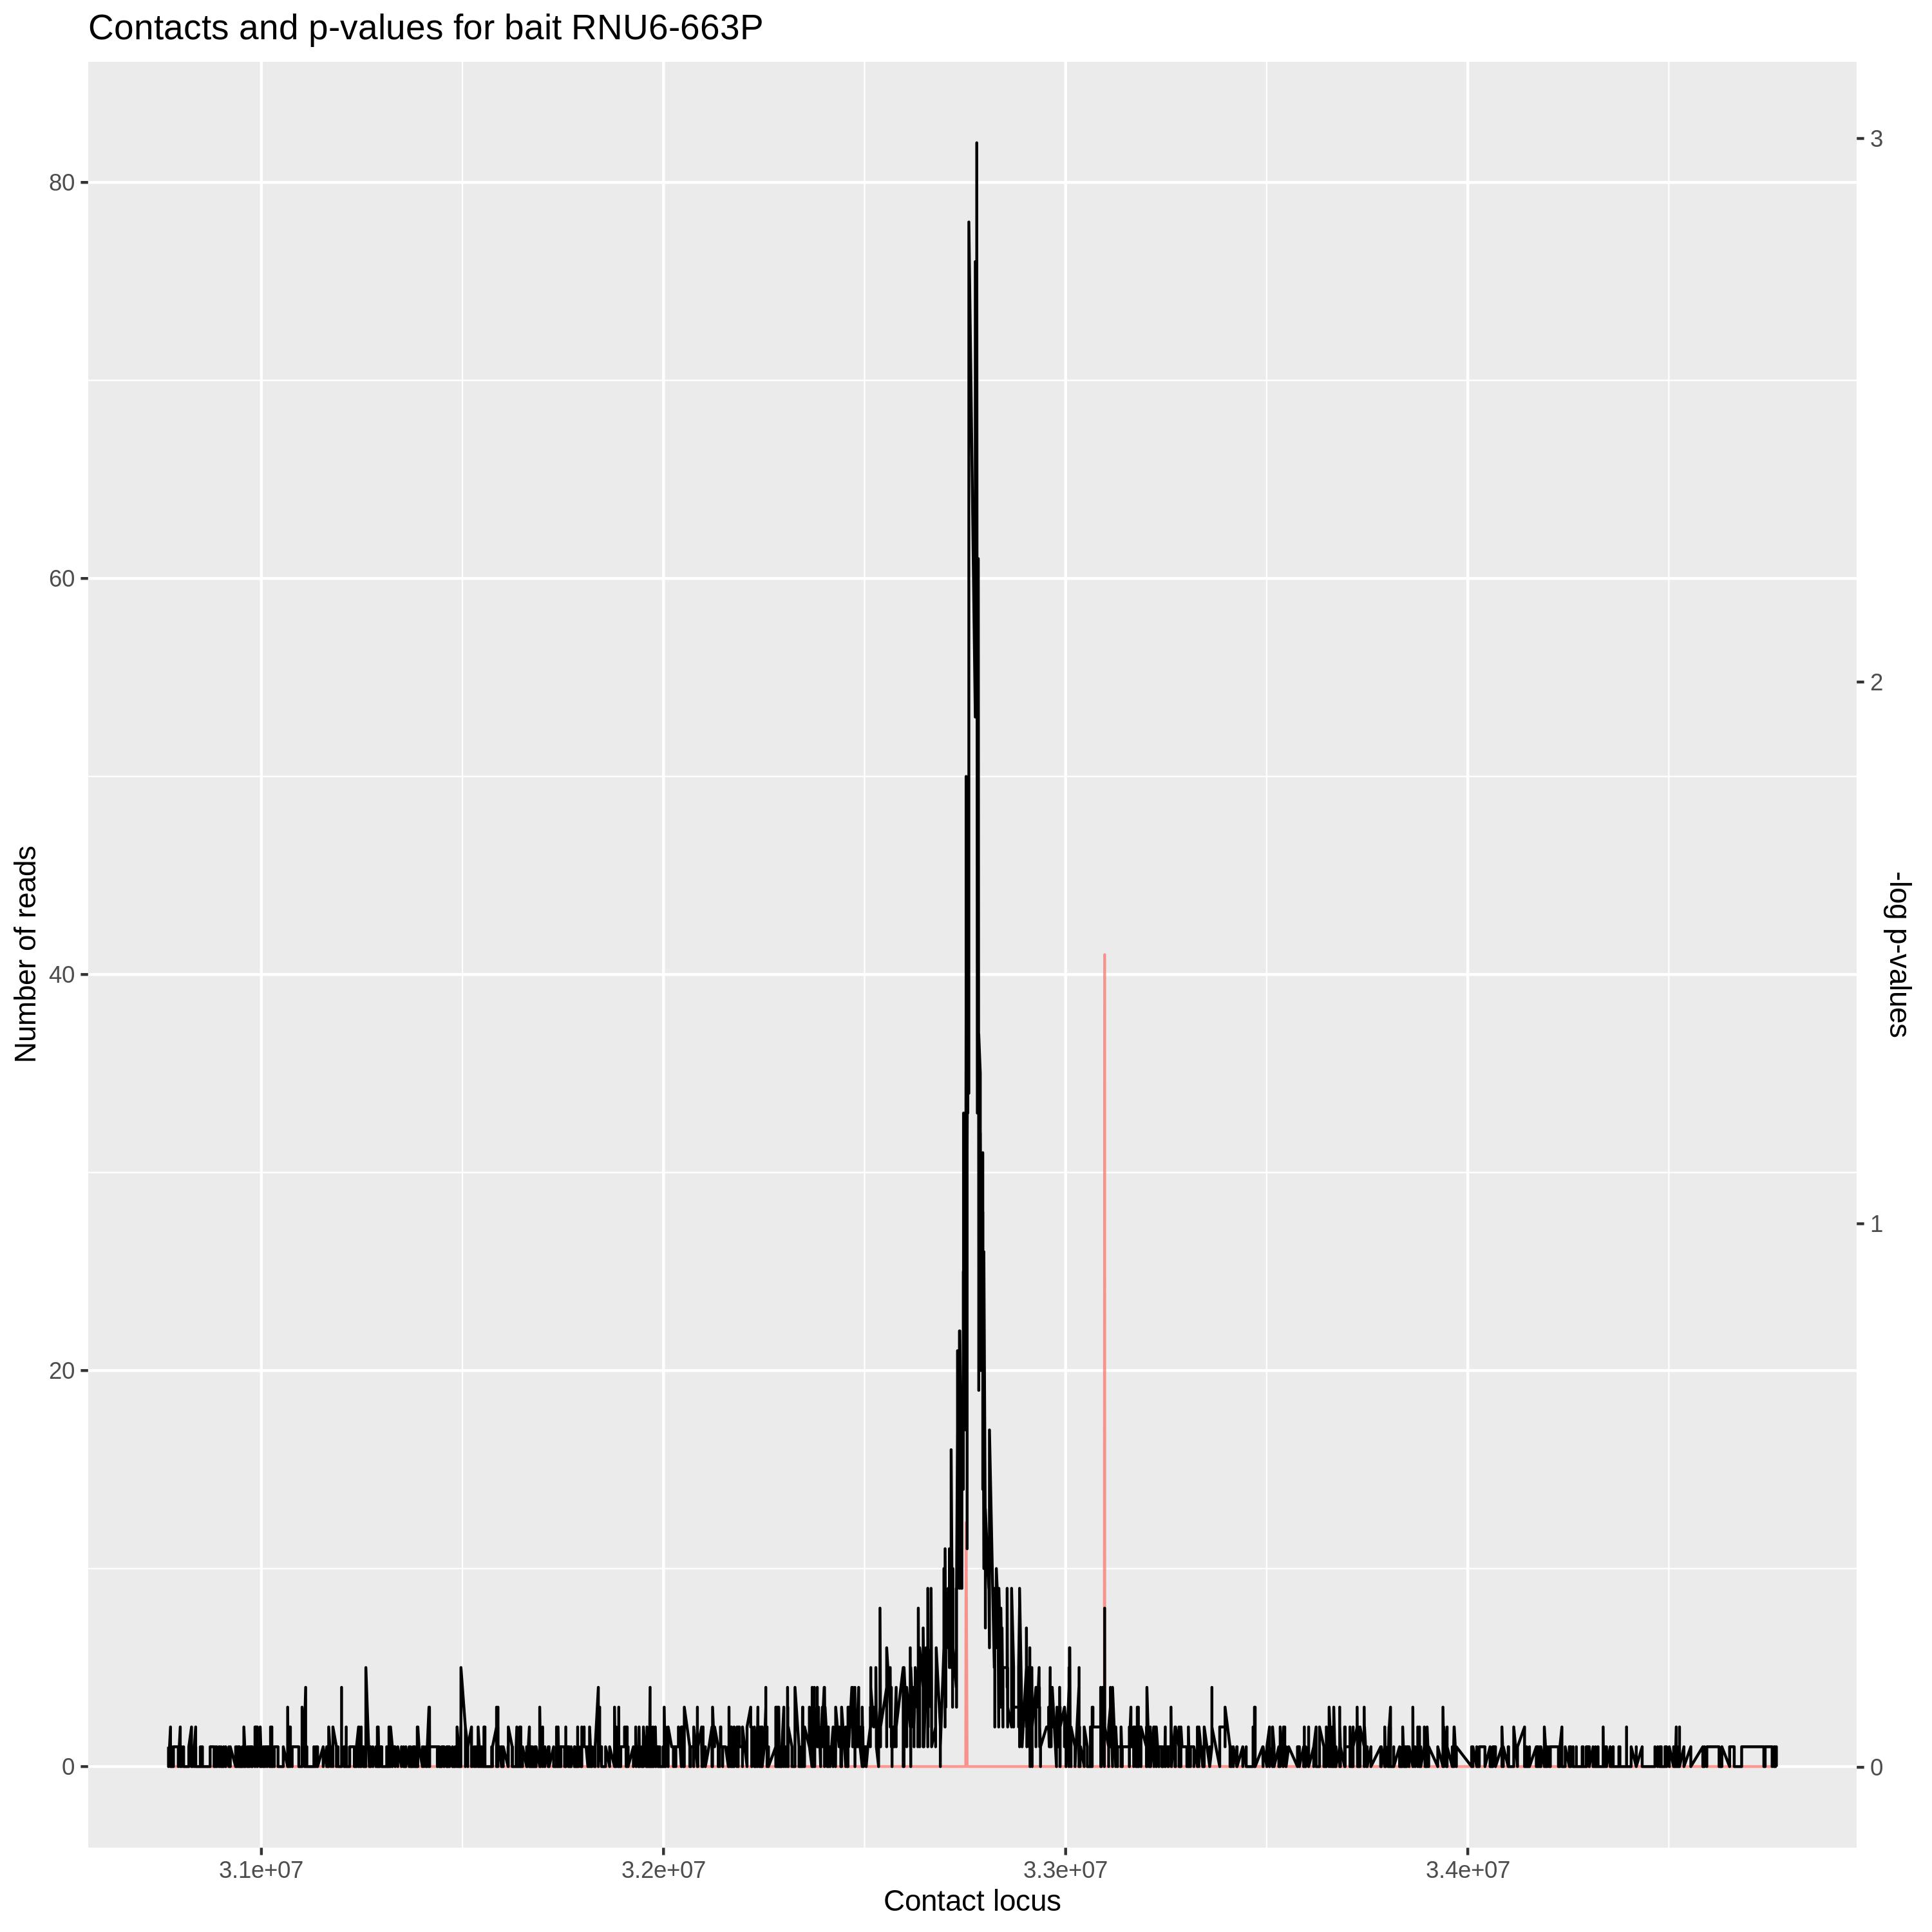 Contacts and p-values for bait RNU6-663P
80
60
40
20
0
3
2
1
0
Number of reads
-log p-values
3.1e+07
3.2e+07
3.3e+07
3.4e+07
Contact locus